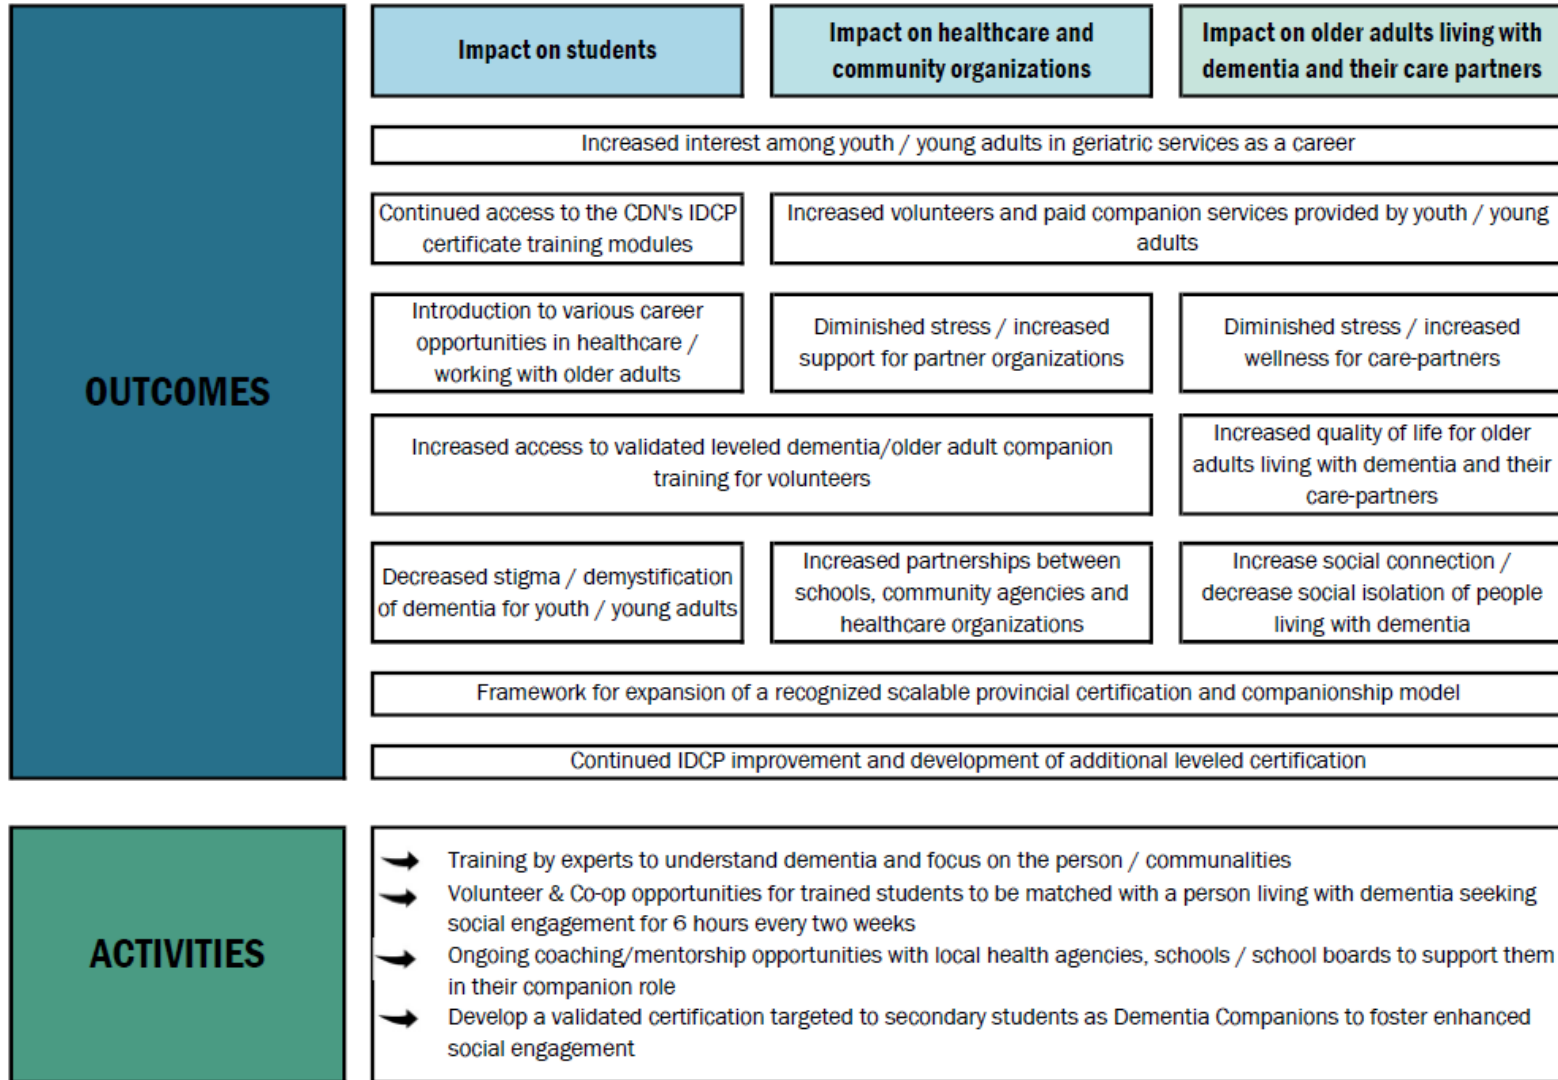 Impact on students
Impact on healthcare and
community organizations
Impact on older adults living with
dementia and their care partners
OUTCOMES
Increased interest among youth / young adults in geriatric services as a career
Continued access to the CDN's IDCP
certificate training modules
Increased volunteers and paid companion services provided by youth / young
adults
Introduction to various career
opportunities in healthcare /
working with older adults
Diminished stress / increased
support for partner organizations
Diminished stress / increased
wellness for care-partners
Increased access to validated leveled dementia/older adult companion
training for volunteers
Increased quality of life for older
adults living with dementia and their
care-partners
Decreased stigma / demystification
of dementia for youth / young adults
Increased partnerships between
schools, community agencies and
healthcare organizations
Increase social connection /
decrease social isolation of people
living with dementia
Framework for expansion of a recognized scalable provincial certification and companionship model
Continued IDCP improvement and development of additional leveled certification
ACTIVITIES
Training by experts to understand dementia and focus on the person / communalities
Volunteer & Co-op opportunities for trained students to be matched with a person living with dementia seeking
social engagement for 6 hours every two weeks
Ongoing coaching/mentorship opportunities with local health agencies, schools / school boards to support them
in their companion role
Develop a validated certification targeted to secondary students as Dementia Companions to foster enhanced
social engagement